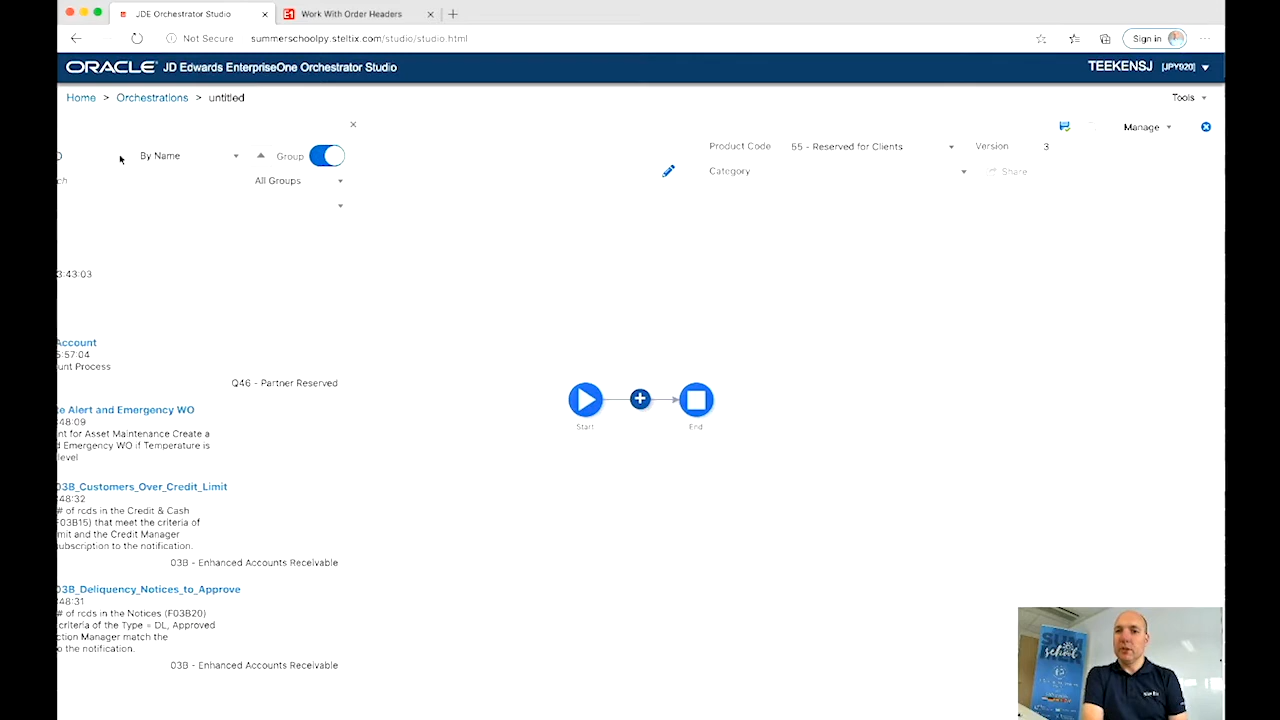 JDE Orchestrator Studio
Work With Order Headers
Not Secure summerschoolpy.steltix.com/studio/studio.html
Sign in
ORACLE JD Edwards EnterpriseOne Orchestrator Studio
TEEKENSJ [JPY920]
Home > Orchestrations > untitled
Tools
Manage
By Name
Group
Product Code 55 - Reserved for Clients Version 3
Category Share
ch
All Groups
3:43:03
Account
5:57:04
unt Process
Q46 - Partner Reserved
te Alert and Emergency WO
:48:09
nt for Asset Maintenance Create a
d Emergency WO if Temperature is
level
03B_Customers_Over_Credit_Limit
:48:32
# of rcds in the Credit & Cash
F03B15) that meet the criteria of
mit and the Credit Manager
subscription to the notification.
03B - Enhanced Accounts Receivable
03B_Deliquency_Notices_to_Approve
:48:31
# of rcds in the Notices (F03B20)
criteria of the Type = DL, Approved
ction Manager match the
o the notification.
03B - Enhanced Accounts Receivable
Start
End
SUM
school